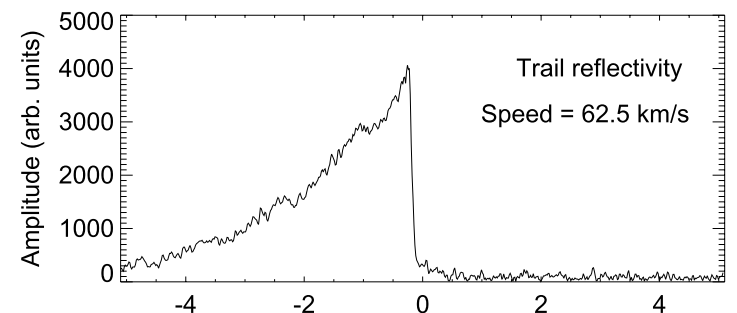 5000
4000
3000
2000
1000
0
Amplitude (arb. units)
Trail reflectivity
Speed = 62.5 km/s
-4 -2 0 2 4